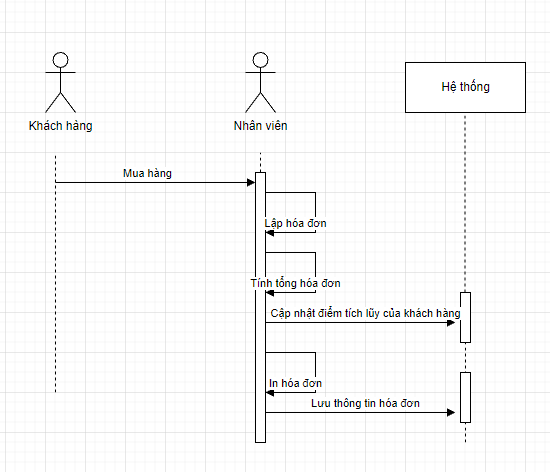 Khách hàng
Nhân viên
Hệ thống
Mua hàng
Lập hóa đơn
Tính tổng hóa đơn
Cập nhật điểm tích lũy của khách hàng
In hóa đơn
Lưu thông tin hóa đơn